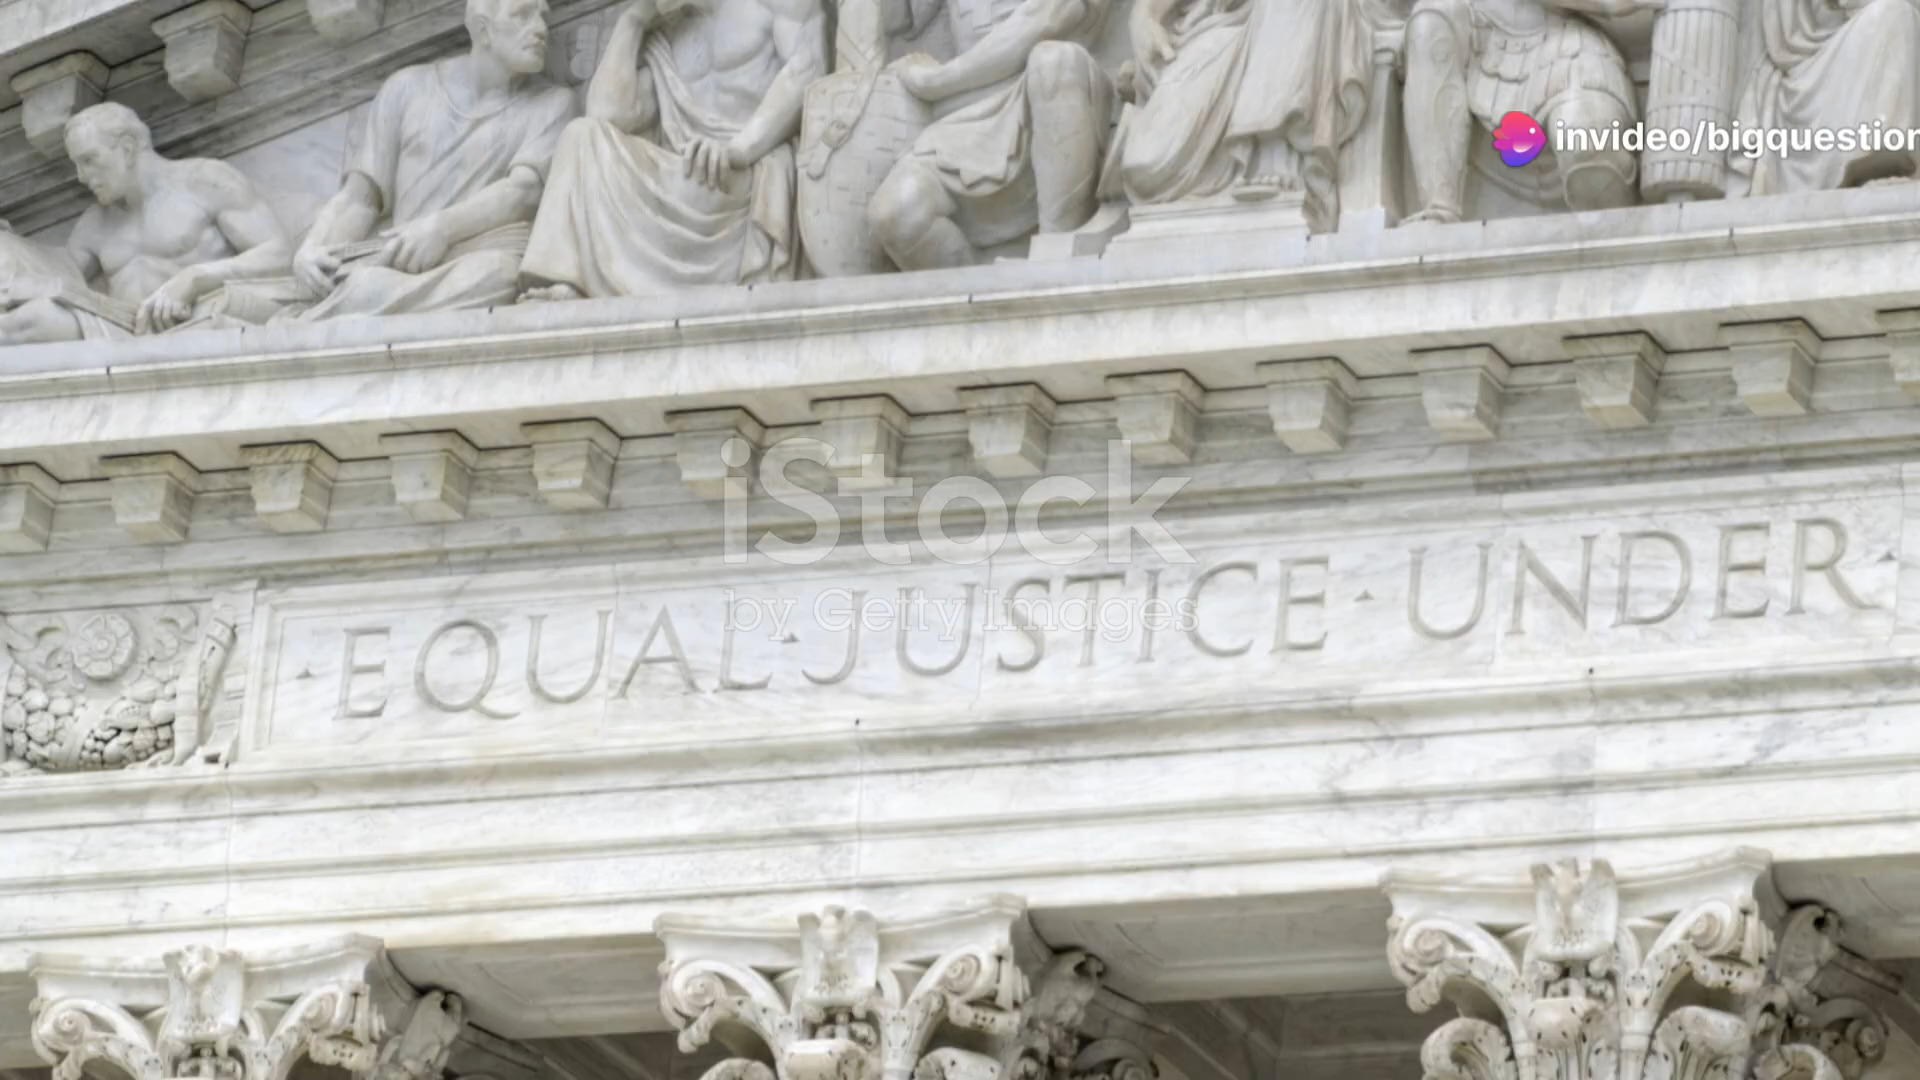 invideo/bigquestion
iStock
by Getty Images
EQUAL · JUSTICE · UNDER